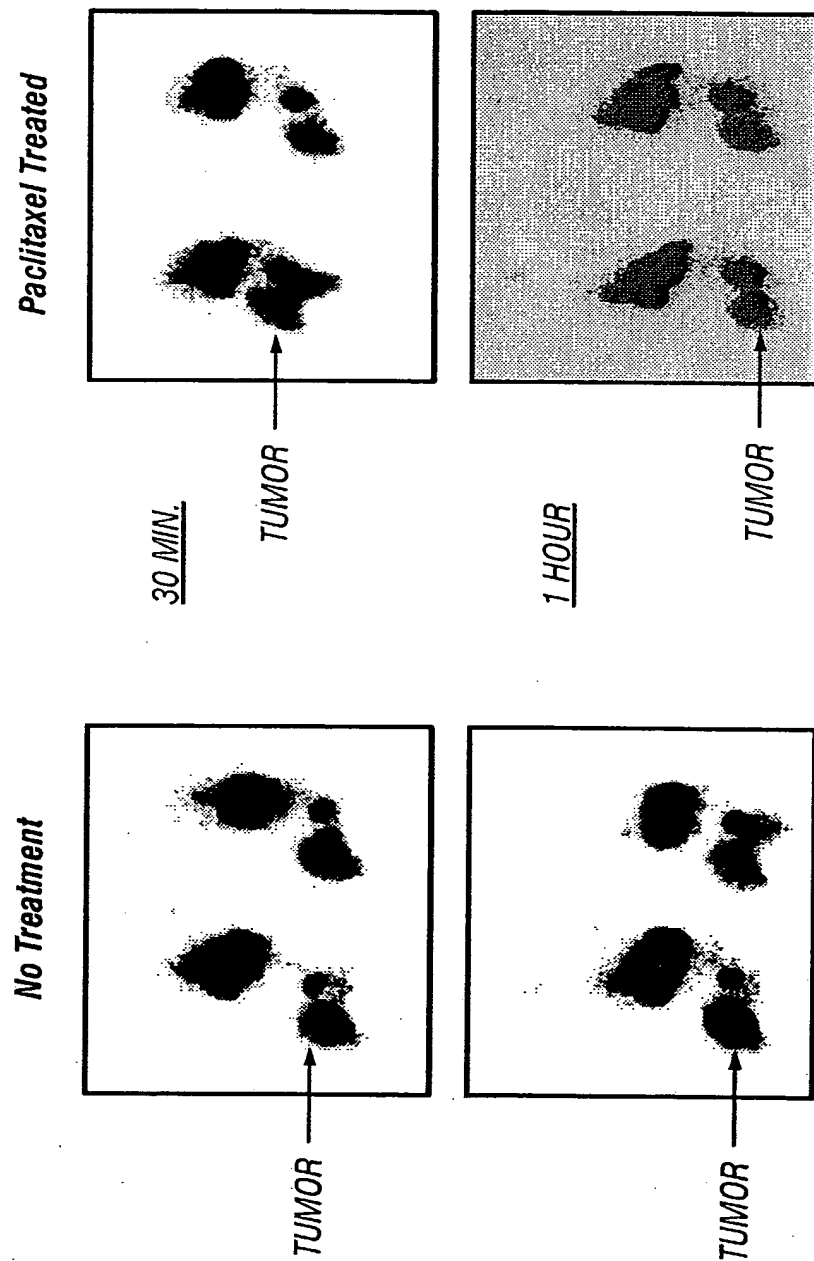 No Treatment
Paclitaxel Treated
30 MIN.
TUMOR
TUMOR
1 HOUR
TUMOR
TUMOR